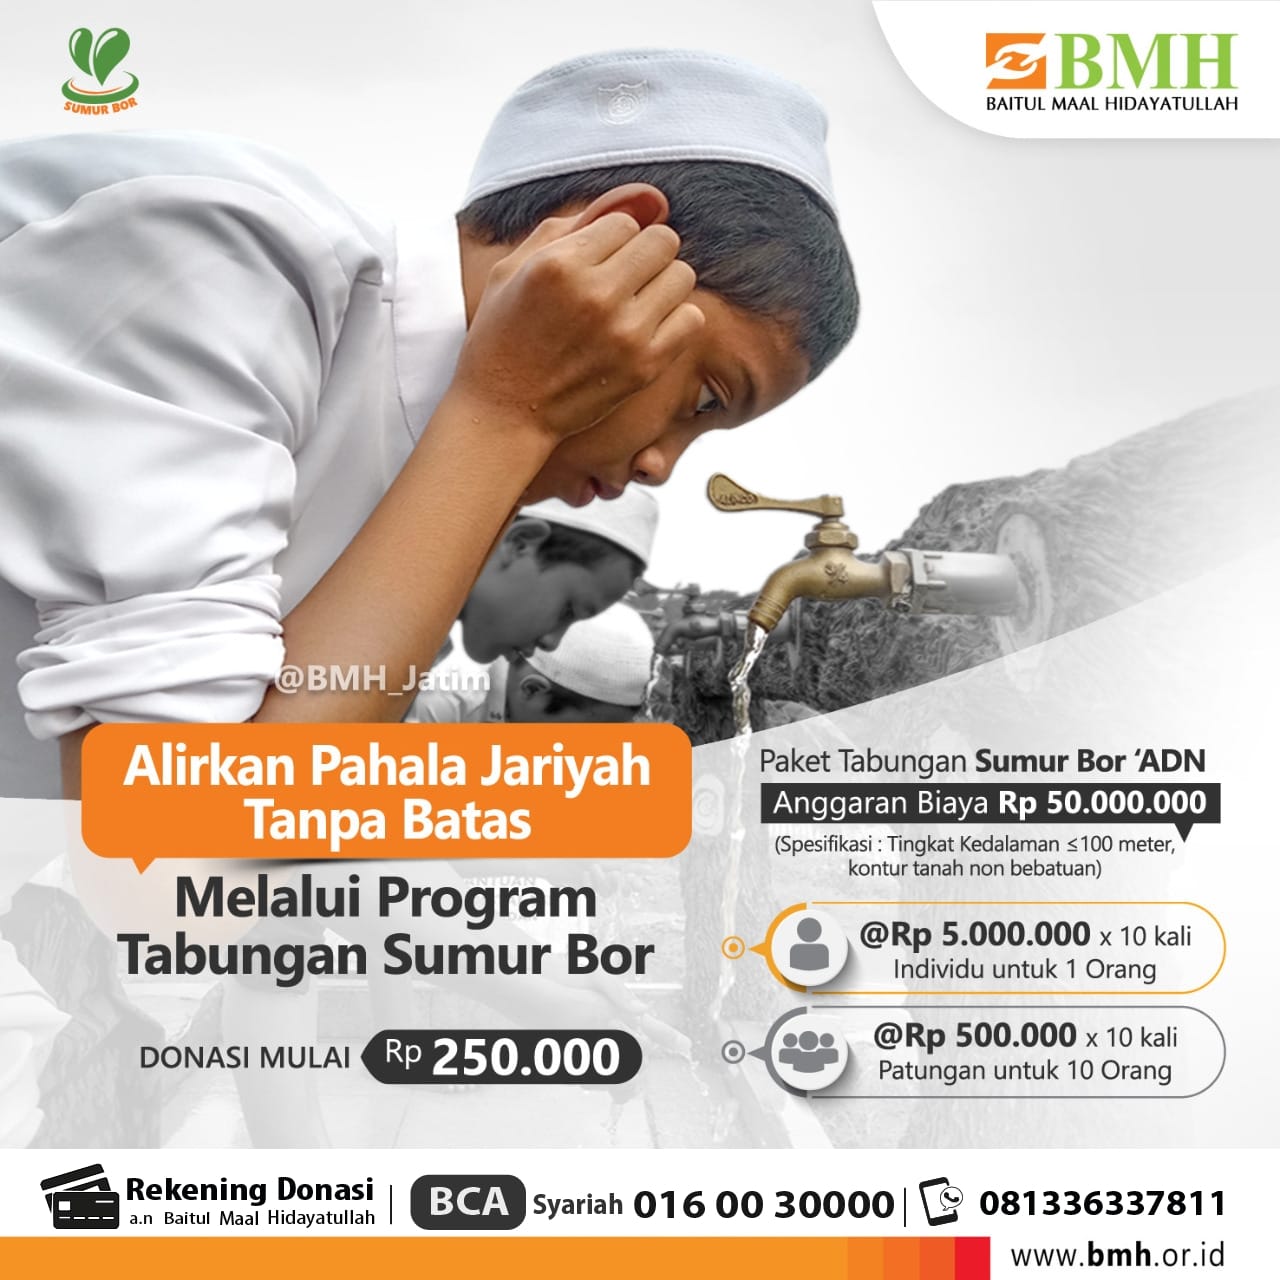 SUMUR BOR
BMH
BAITUL MAAL HIDAYATULLAH
@BMH_Jatim
Alirkan Pahala Jariyah
Tanpa Batas
Melalui Program
Tabungan Sumur Bor
DONASI MULAI Rp 250.000
Paket Tabungan Sumur Bor ‘ADN
Anggaran Biaya Rp 50.000.000
(Spesifikasi : Tingkat Kedalaman ≤100 meter,
kontur tanah non bebatuan)
@Rp 5.000.000 x 10 kali
Individu untuk 1 Orang
@Rp 500.000 x 10 kali
Patungan untuk 10 Orang
Rekening Donasi
a.n Baitul Maal Hidayatullah
BCA Syariah 016 00 30000
081336337811
www.bmh.or.id